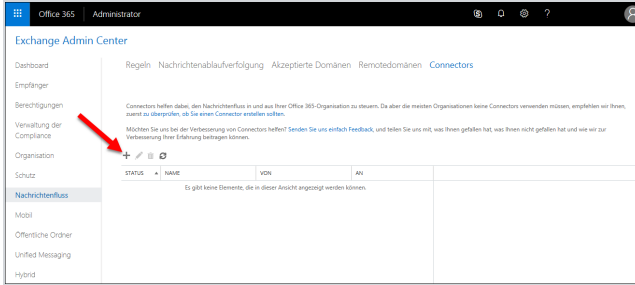 Office 365 Administrator
?
Exchange Admin Center
Dashboard
Empfänger
Berechtigungen
Verwaltung der
Compliance
Organisation
Schutz
Nachrichtenfluss
Mobil
Öffentliche Ordner
Unified Messaging
Hybrid
Regeln Nachrichtenablaufverfolgung Akzeptierte Domänen Remotedomänen Connectors
Connectors helfen dabei, den Nachrichtenfluss in und aus Ihrer Office 365-Organisation zu steuern. Da aber die meisten Organisationen keine Connectors verwenden müssen, empfehlen wir Ihnen,
zuerst zu überprüfen, ob Sie einen Connector erstellen sollten.
Möchten Sie uns bei der Verbesserung von Connectors helfen? Senden Sie uns einfach Feedback, und teilen Sie uns mit, was Ihnen gefallen hat, was Ihnen nicht gefallen hat und wie wir zur
Verbesserung Ihrer Erfahrung beitragen können.
STATUS NAME VON AN
Es gibt keine Elemente, die in dieser Ansicht angezeigt werden können.